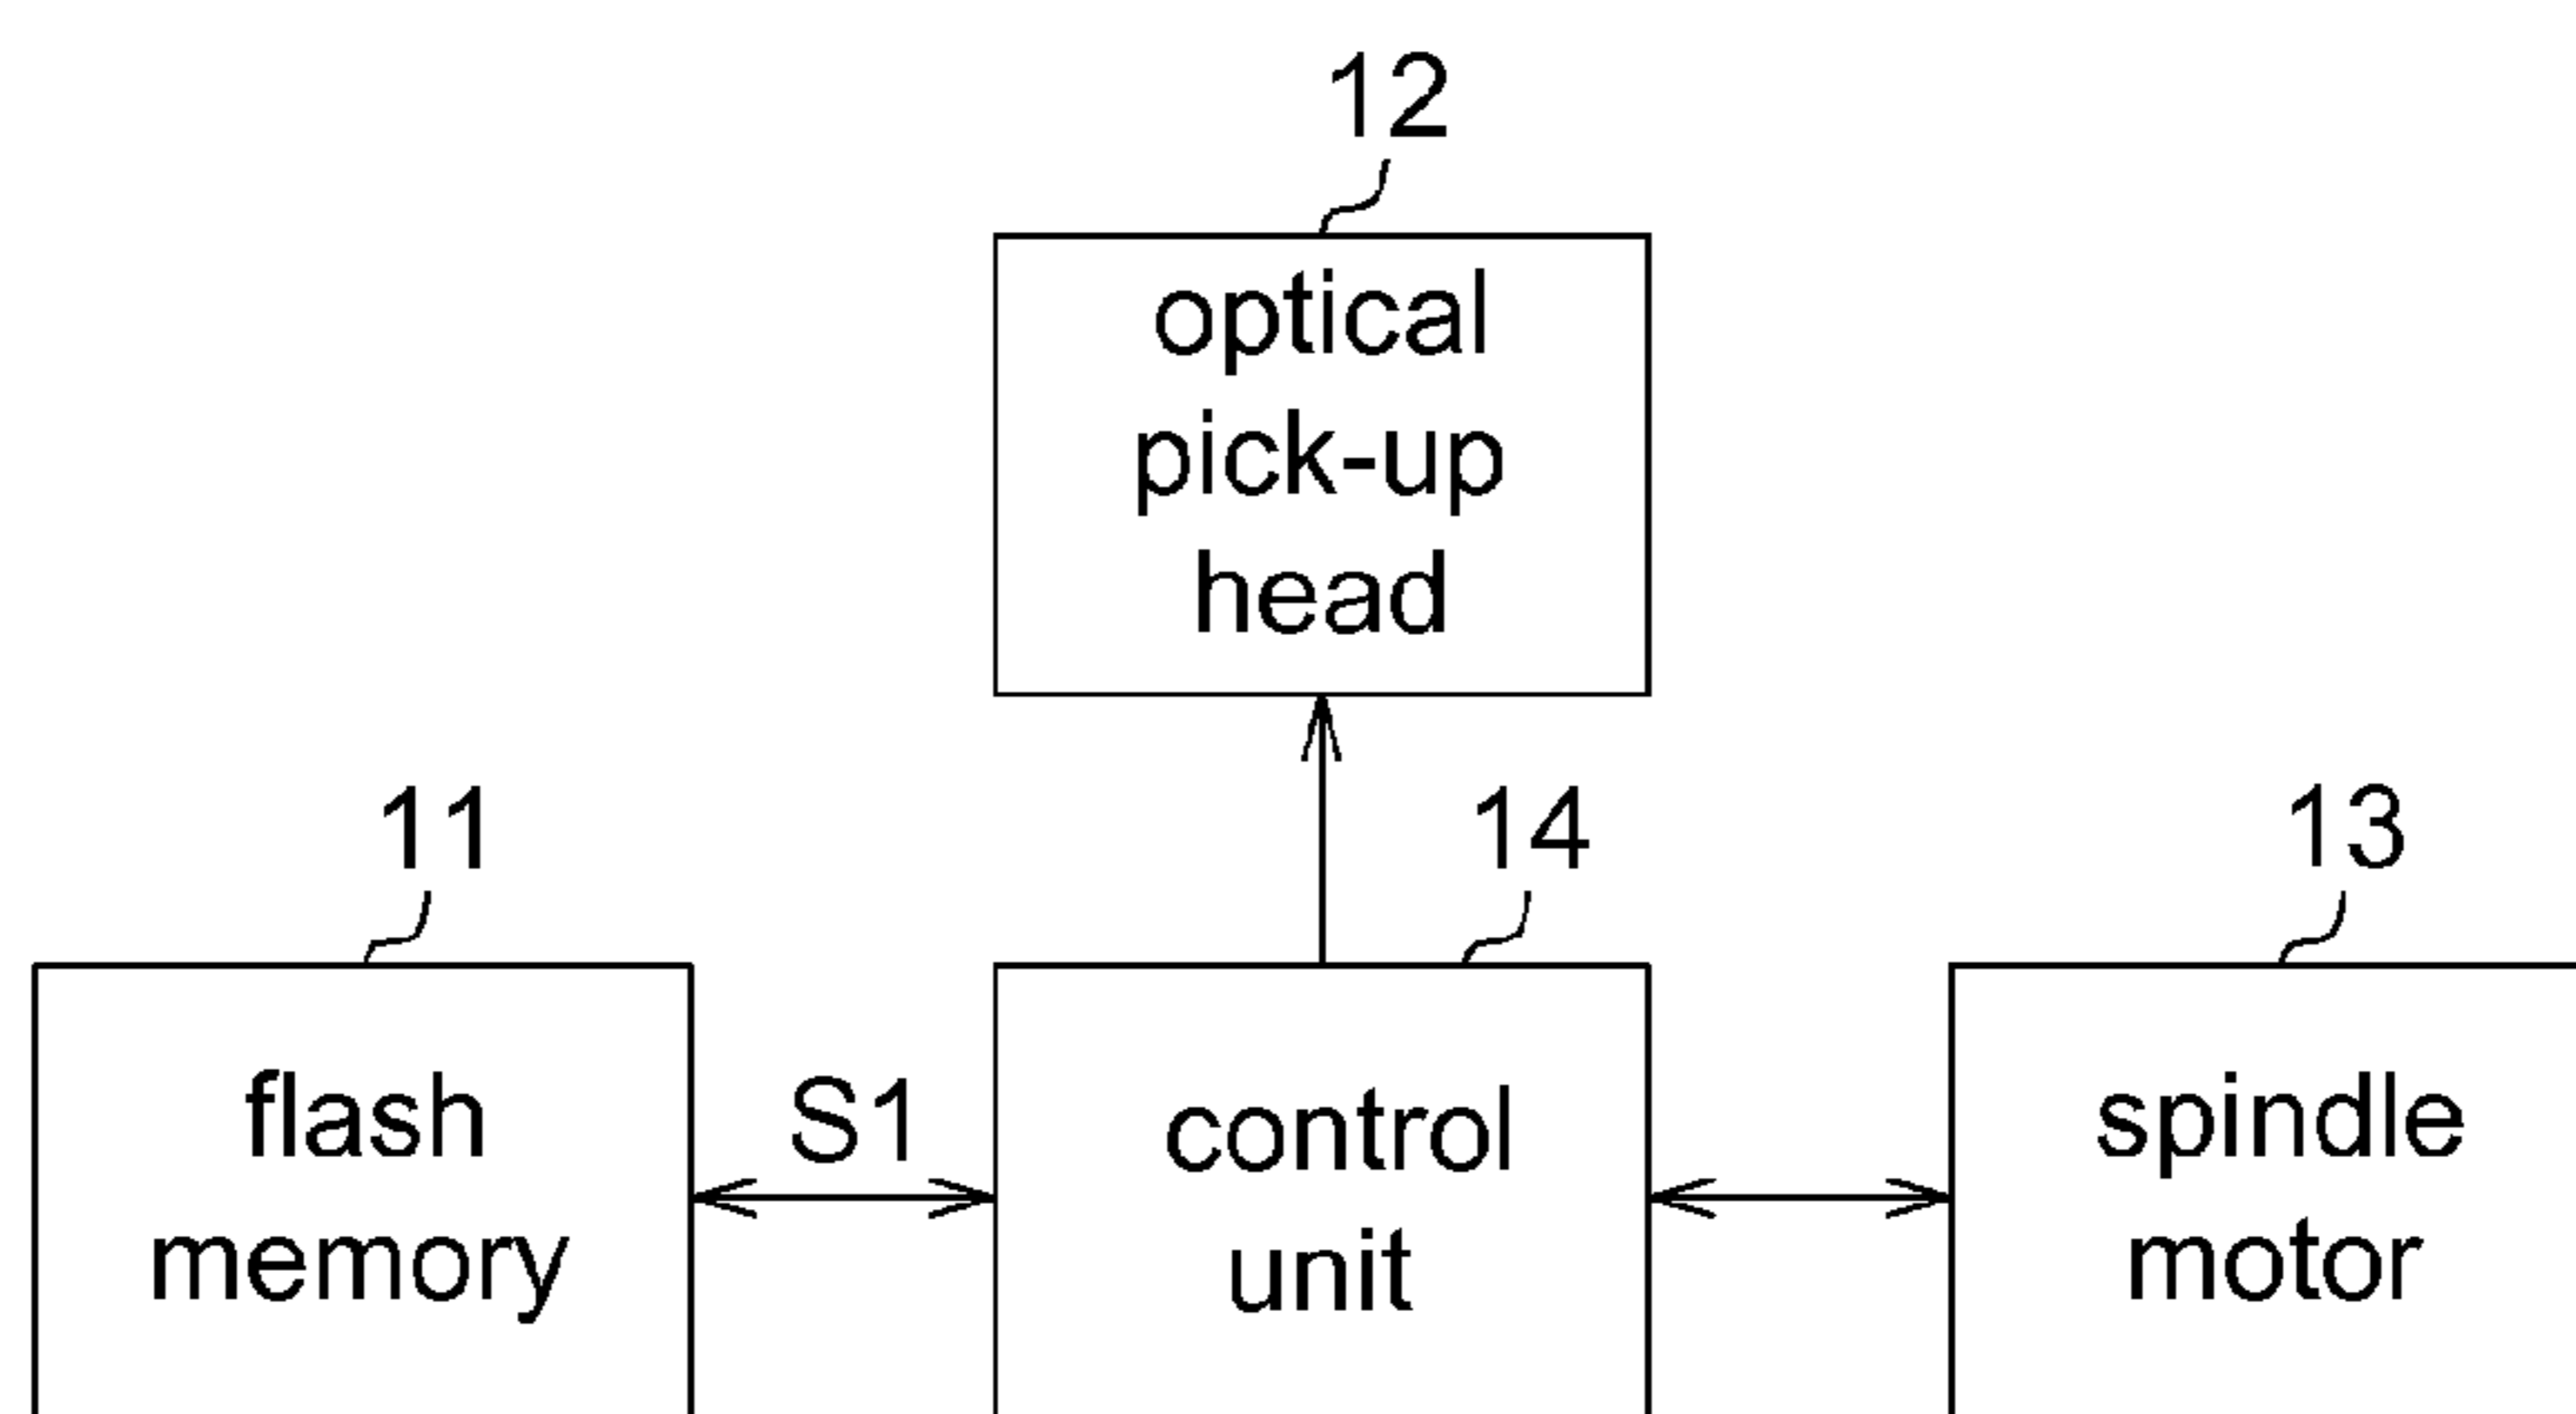 12
optical
pick-up
head
11
14
13
flash
memory
S1
control
unit
spindle
motor